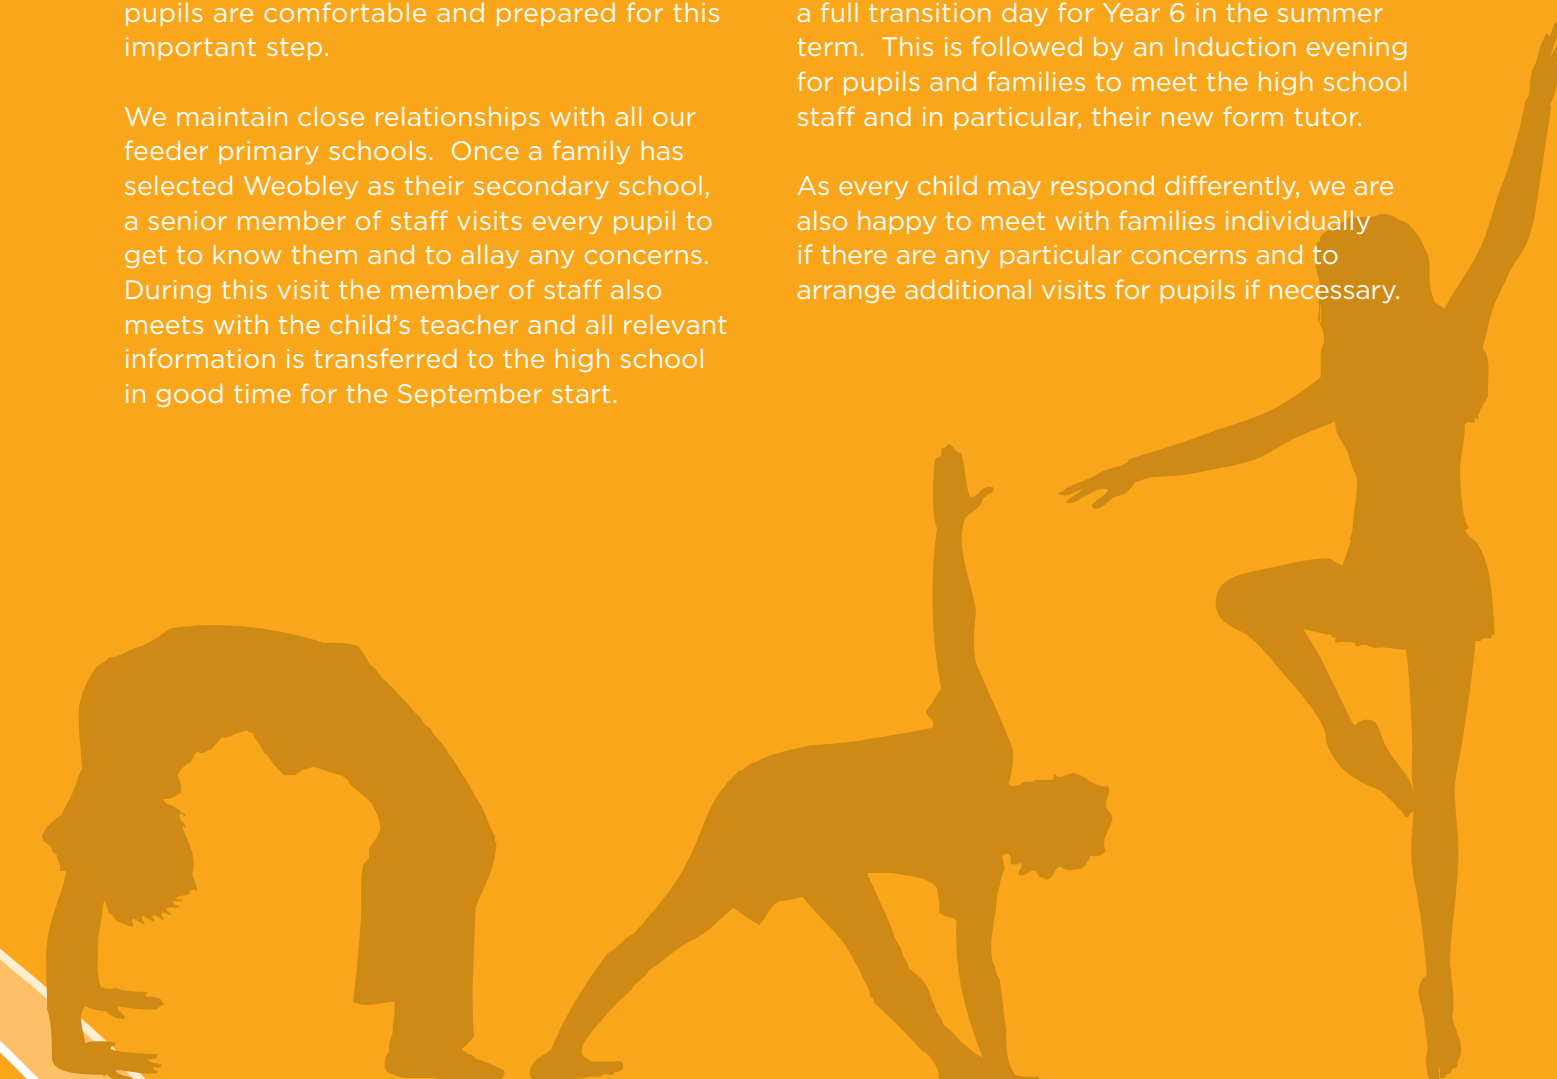 pupils are comfortable and prepared for this
important step.
We maintain close relationships with all our
feeder primary schools.  Once a family has
selected Weobley as their secondary school,
a senior member of staff visits every pupil to
get to know them and to allay any concerns.
During this visit the member of staff also
meets with the child’s teacher and all relevant
information is transferred to the high school
in good time for the September start.
a full transition day for Year 6 in the summer
term.  This is followed by an Induction evening
for pupils and families to meet the high school
staff and in particular, their new form tutor.
As every child may respond differently, we are
also happy to meet with families individually
if there are any particular concerns and to
arrange additional visits for pupils if necessary.